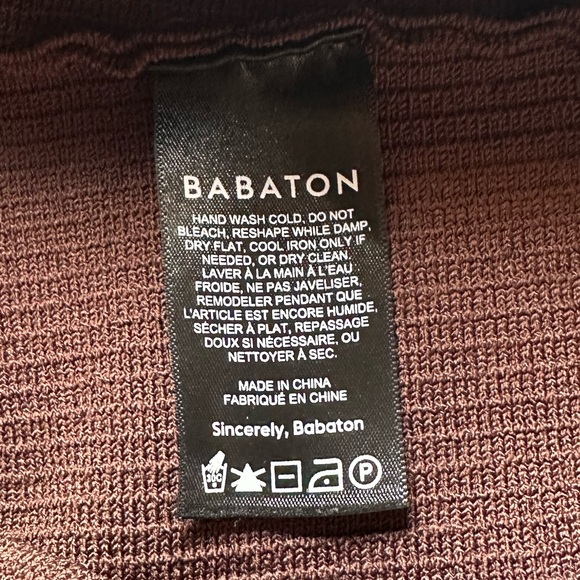 BABATON
HAND WASH COLD, DO NOT
BLEACH, RESHAPE WHILE DAMP,
DRY FLAT, COOL IRON ONLY IF
NEEDED, OR DRY CLEAN.
LAVER À LA MAIN À L'EAU
FROIDE, NE PAS JAVELISER,
REMODELER PENDANT QUE
L'ARTICLE EST ENCORE HUMIDE,
SÉCHER À PLAT, REPASSAGE
DOUX SI NÉCESSAIRE, OU
NETTOYER À SEC.
MADE IN CHINA
FABRIQUÉ EN CHINE
Sincerely, Babaton
30C P